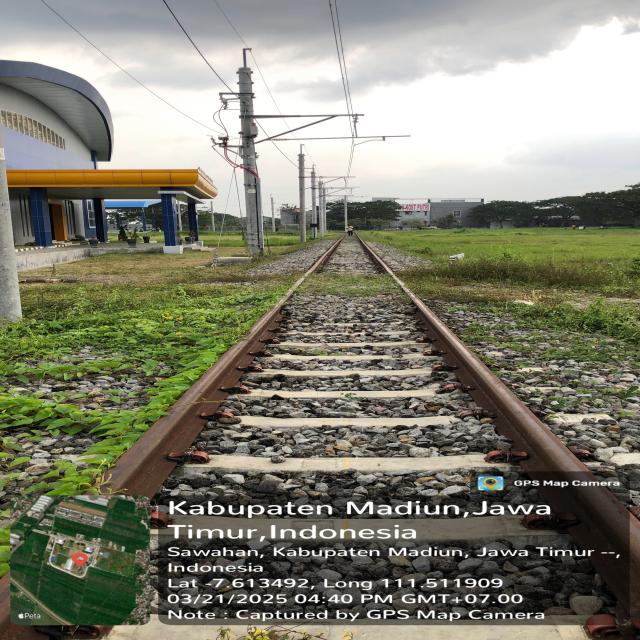 GPS Map Camera
Kabupaten Madiun,Jawa
Timur,Indonesia
Sawahan, Kabupaten Madiun, Jawa Timur --,
Indonesia
Lat -7.613492, Long 111.511909
03/21/2025 04:40 PM GMT+07.00
Note : Captured by GPS Map Camera
Peta